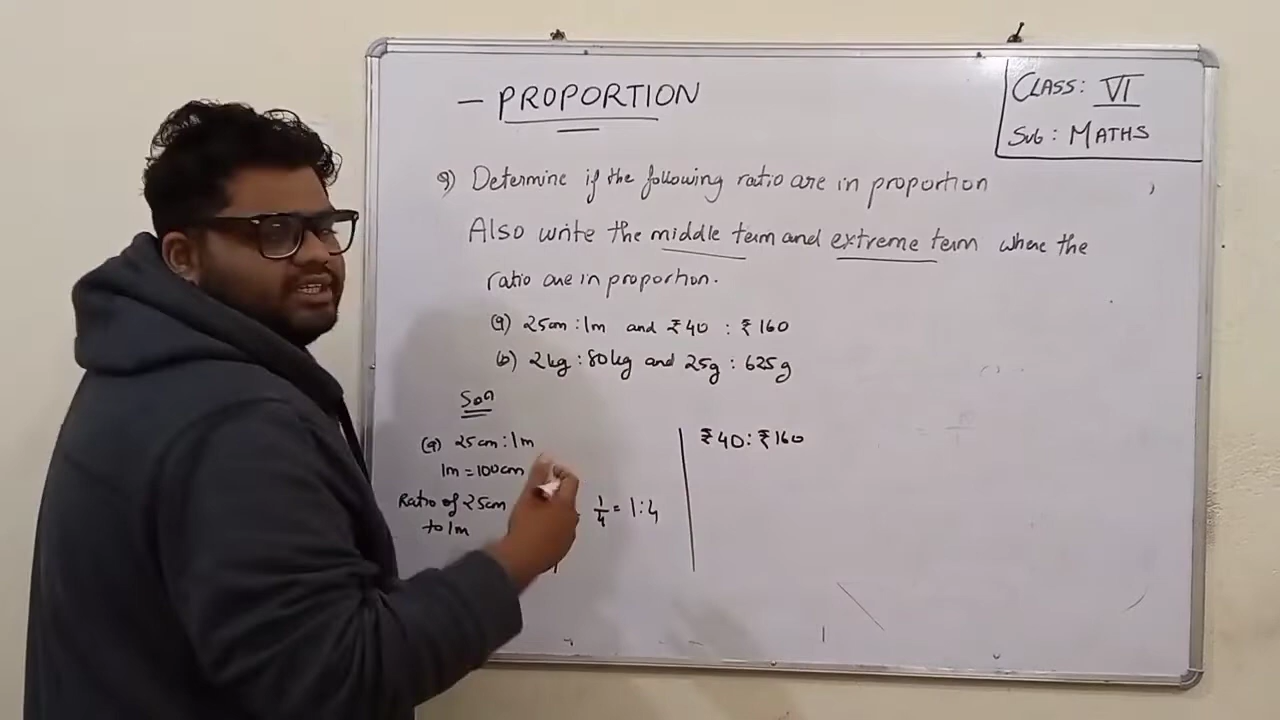 – PROPORTION
CLASS: VI
Sub: MATHS
9) Determine if the following ratio are in proportion
Also write the middle term and extreme term where the
ratio are in proportion.
(a) 25cm : 1m and ₹40 : ₹160
(b) 2kg : 80kg and 25g : 625g
Soln
(a) 25cm : 1m
1m = 100cm
Ratio of 25cm
to 1m
1/4 = 1:4
₹40 : ₹160